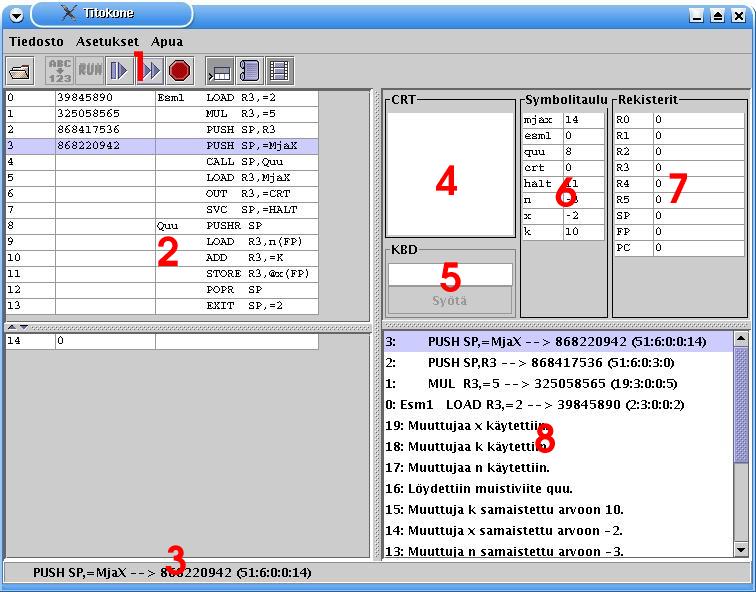 Titokone
Tiedosto Asetukset Apua
ABC 123 RUN
1
0 39845890 Esm1 LOAD R3,=2
1 325058565 MUL R3,=5
2 868417536 PUSH SP,R3
3 868220942 PUSH SP,=MjaX
4 CALL SP,Quu
5 LOAD R3,MjaX
6 OUT R3,=CRT
7 SVC SP,=HALT
8 Quu PUSHR SP
9 LOAD R3,n(FP)
10 ADD R3,=K
11 STORE R3,@x(FP)
12 POPR SP
13 EXIT SP,=2
2
14 0
CRT
4
KBD
5
Syötä
Symbolitaulu
mjax 14
esm1 0
quu 8
crt 0
halt 11
n -3
x -2
k 10
6
Rekisterit
R0 0
R1 0
R2 0
R3 0
R4 0
R5 0
SP 0
FP 0
PC 0
7
3: PUSH SP,=MjaX --> 868220942 (51:6:0:0:14)
2: PUSH SP,R3 --> 868417536 (51:6:0:3:0)
1: MUL R3,=5 --> 325058565 (19:3:0:0:5)
0: Esm1 LOAD R3,=2 --> 39845890 (2:3:0:0:2)
19: Muuttujaa x käytettiin.
18: Muuttujaa k käytettiin.
17: Muuttujaa n käytettiin.
16: Löydettiin muistiviite quu.
15: Muuttuja k samaistettu arvoon 10.
14: Muuttuja x samaistettu arvoon -2.
13: Muuttuja n samaistettu arvoon -3.
8
3
PUSH SP,=MjaX --> 868220942 (51:6:0:0:14)